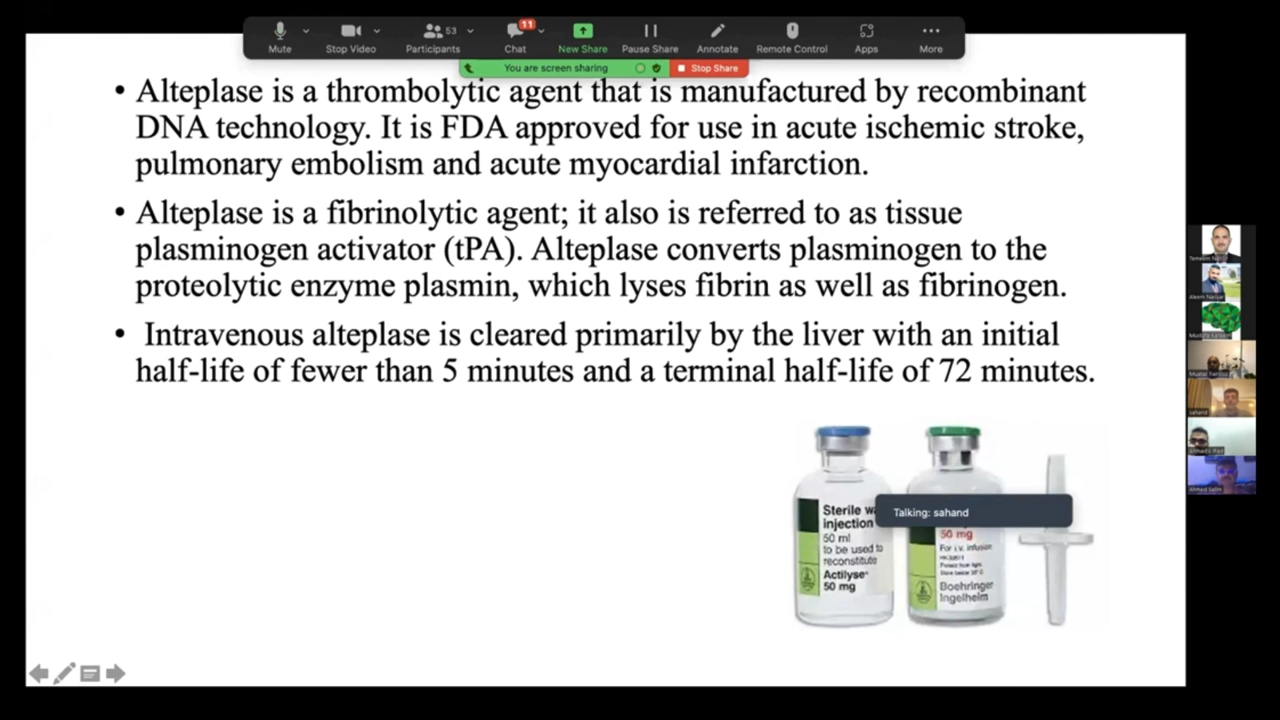 11
53
Mute
Stop Video
Participants
Chat
New Share
Pause Share
Annotate
Remote Control
Apps
More
You are screen sharing
Stop Share
• Alteplase is a thrombolytic agent that is manufactured by recombinant
DNA technology. It is FDA approved for use in acute ischemic stroke,
pulmonary embolism and acute myocardial infarction.
• Alteplase is a fibrinolytic agent; it also is referred to as tissue
plasminogen activator (tPA). Alteplase converts plasminogen to the
proteolytic enzyme plasmin, which lyses fibrin as well as fibrinogen.
• Intravenous alteplase is cleared primarily by the liver with an initial
half-life of fewer than 5 minutes and a terminal half-life of 72 minutes.
Sterile
injection
50 ml
to be used to
reconstitute
Actilyse®
50 mg
Talking: sahand
50 mg
For i.v. infusion
Protect from light
Boehringer
Ingelheim
sahand
Ahmed Salim